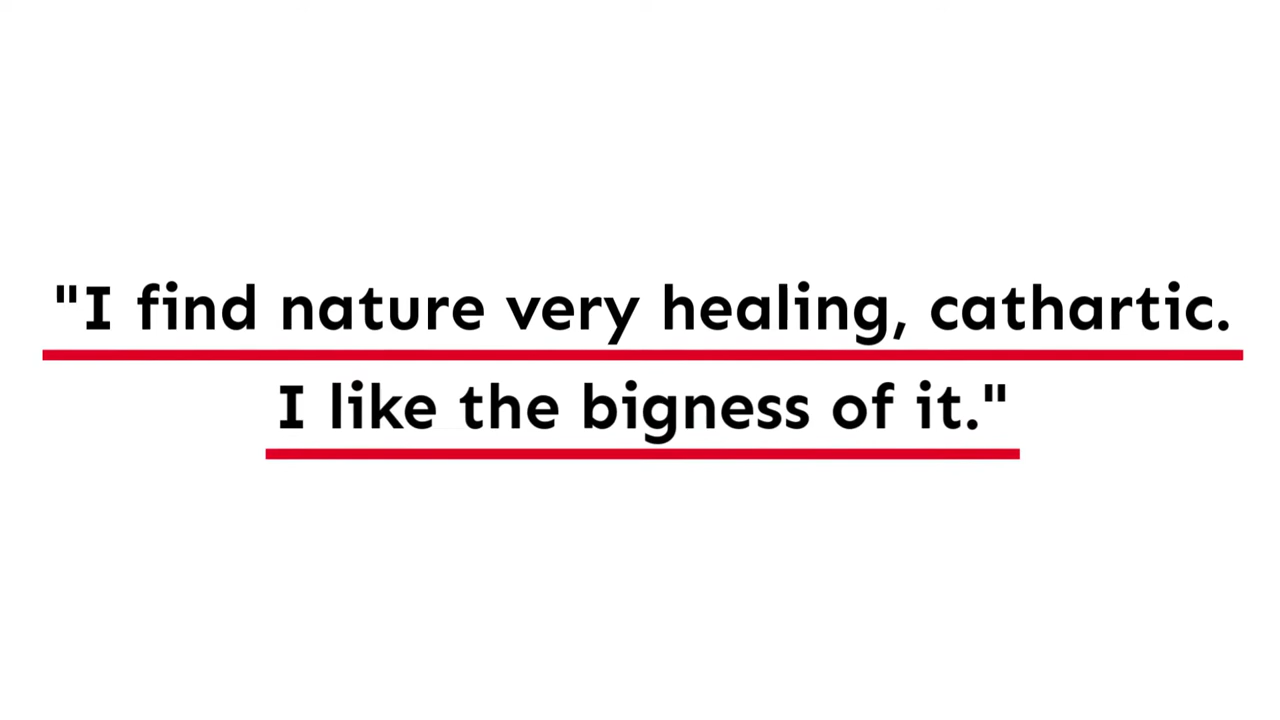 "I find nature very healing, cathartic.
I like the bigness of it."